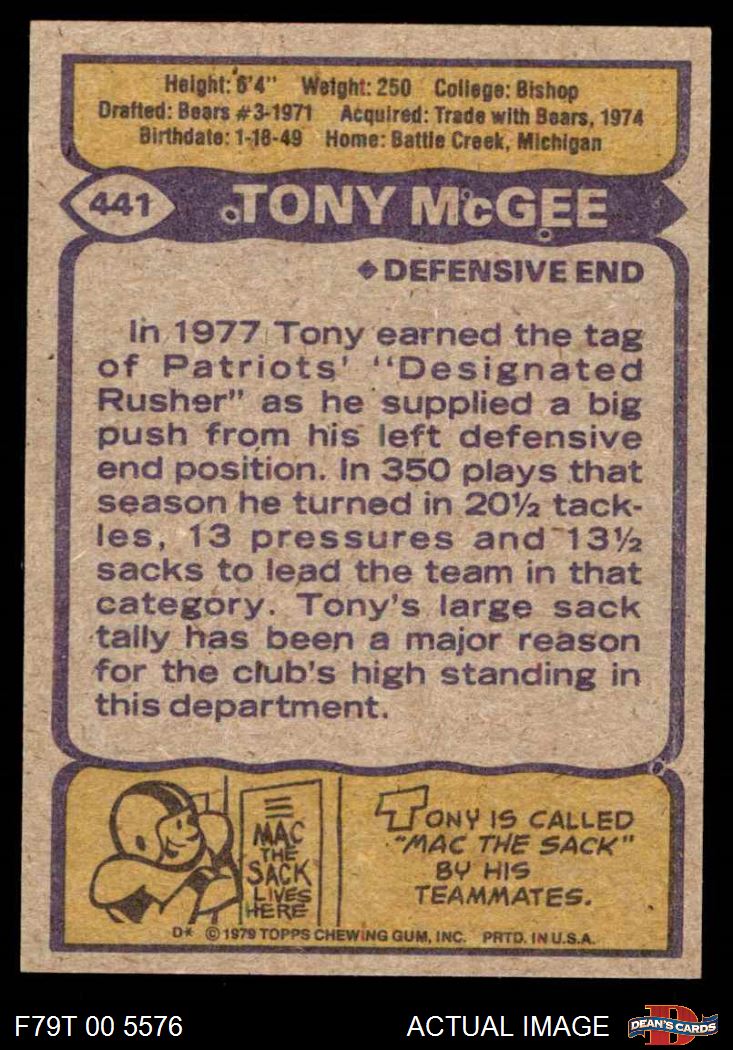 Height: 6'4" Weight: 250 College: Bishop
Drafted: Bears #3-1971 Acquired: Trade with Bears, 1974
Birthdate: 1-18-49 Home: Battle Creek, Michigan
441 TONY McGEE
DEFENSIVE END
In 1977 Tony earned the tag
of Patriots' "Designated
Rusher" as he supplied a big
push from his left defensive
end position. In 350 plays that
season he turned in 20½ tack-
les, 13 pressures and 13½
sacks to lead the team in that
category. Tony's large sack
tally has been a major reason
for the club's high standing in
this department.
MAC
THE
SACK
LIVES
HERE
TONY IS CALLED
"MAC THE SACK"
BY HIS
TEAMMATES.
D* © 1979 TOPPS CHEWING GUM, INC. PRTD. IN U.S.A.
F79T 00 5576 ACTUAL IMAGE D DEAN'S CARDS